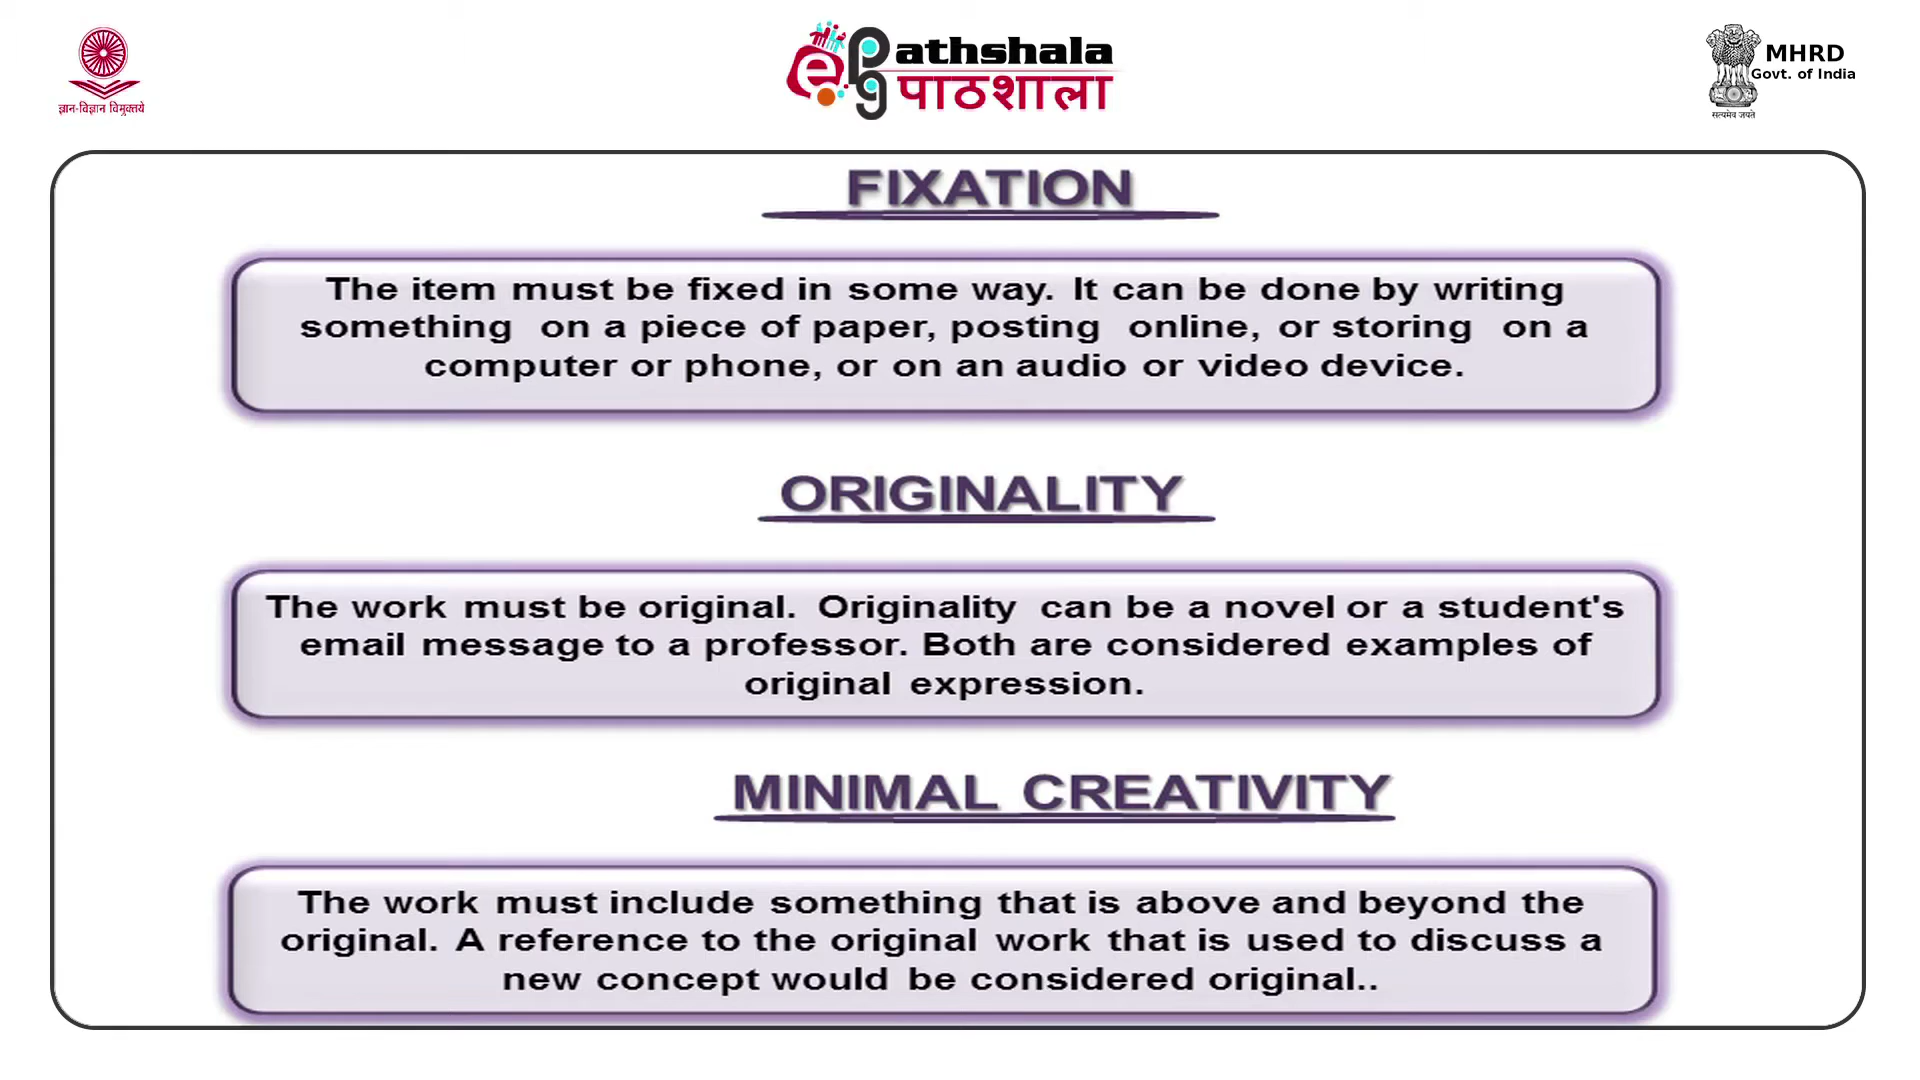 ज्ञान-विज्ञान विमुक्तये
e pg Pathshala
पाठशाला
MHRD
Govt. of India
सत्यमेव जयते
FIXATION
The item must be fixed in some way. It can be done by writing
something on a piece of paper, posting online, or storing on a
computer or phone, or on an audio or video device.
ORIGINALITY
The work must be original. Originality can be a novel or a student's
email message to a professor. Both are considered examples of
original expression.
MINIMAL CREATIVITY
The work must include something that is above and beyond the
original. A reference to the original work that is used to discuss a
new concept would be considered original..